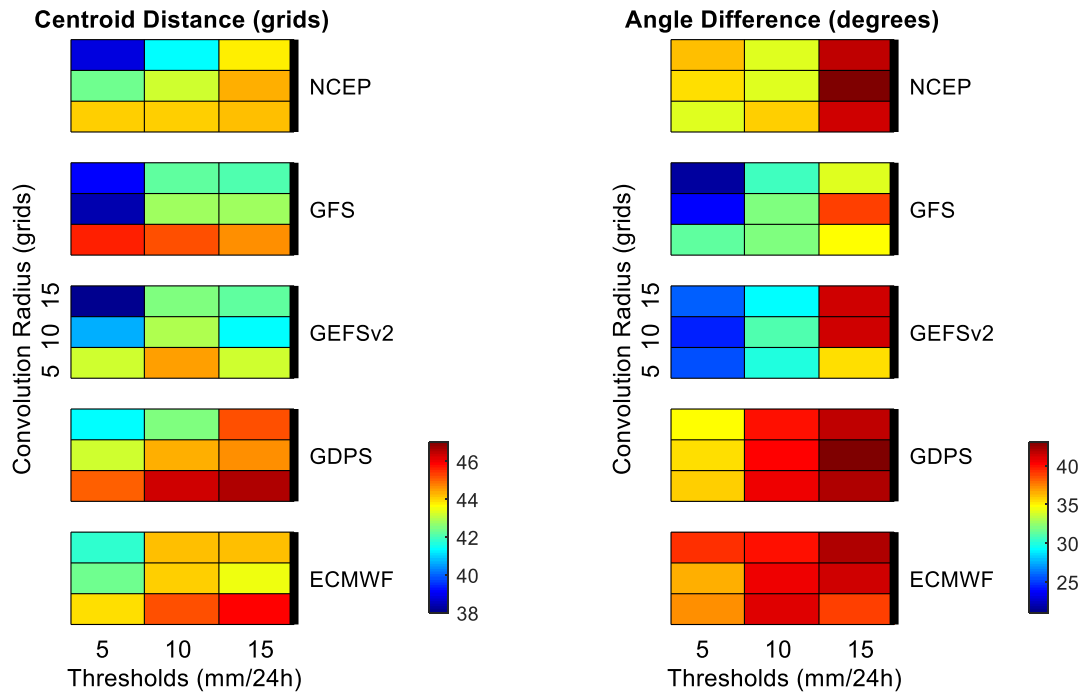 Centroid Distance (grids)
NCEP
GFS
GEFSv2
GDPS
ECMWF
Convolution Radius (grids)
15
10
5
5 10 15
Thresholds (mm/24h)
46
44
42
40
38
Angle Difference (degrees)
NCEP
GFS
GEFSv2
GDPS
ECMWF
Convolution Radius (grids)
15
10
5
5 10 15
Thresholds (mm/24h)
40
35
30
25